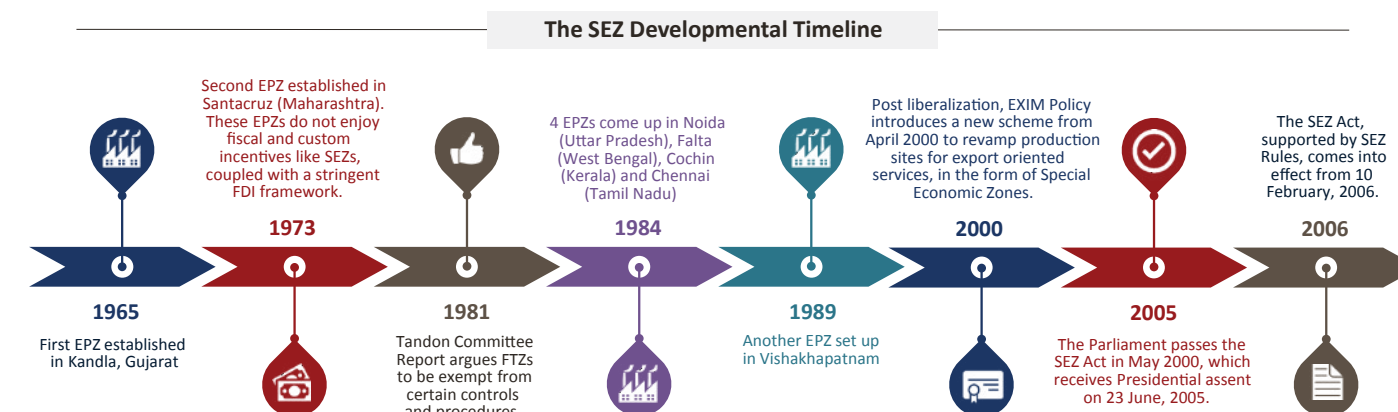 The SEZ Developmental Timeline
First EPZ established
in Kandla, Gujarat
1965
Second EPZ established in
Santacruz (Maharashtra).
These EPZs do not enjoy
fiscal and custom
incentives like SEZs,
coupled with a stringent
FDI framework.
1973
1981
Tandon Committee
Report argues FTZs
to be exempt from
certain controls
and procedures
4 EPZs come up in Noida
(Uttar Pradesh), Falta
(West Bengal), Cochin
(Kerala) and Chennai
(Tamil Nadu)
1984
1989
Another EPZ set up
in Vishakhapatnam
Post liberalization, EXIM Policy
introduces a new scheme from
April 2000 to revamp production
sites for export oriented
services, in the form of Special
Economic Zones.
2000
2005
The Parliament passes the
SEZ Act in May 2000, which
receives Presidential assent
on 23 June, 2005.
The SEZ Act,
supported by SEZ
Rules, comes into
effect from 10
February, 2006.
2006